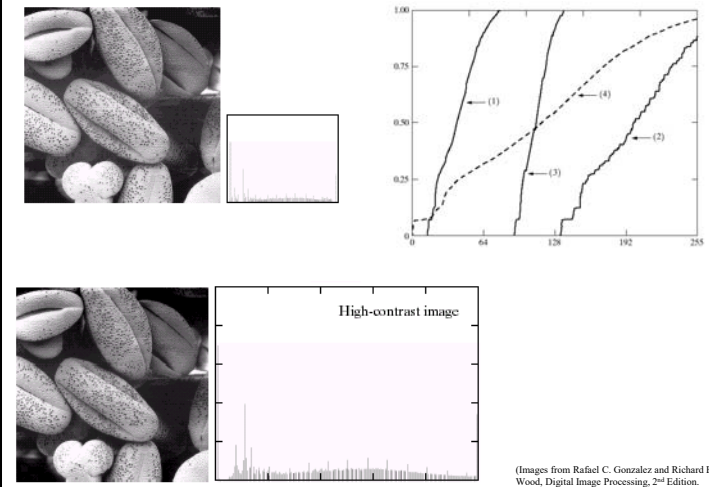 1.00
0.75
0.50
0.25
0
0 64 128 192 255
(1)
(4)
(2)
(3)
High-contrast image
(Images from Rafael C. Gonzalez and Richard E
Wood, Digital Image Processing, 2nd Edition.